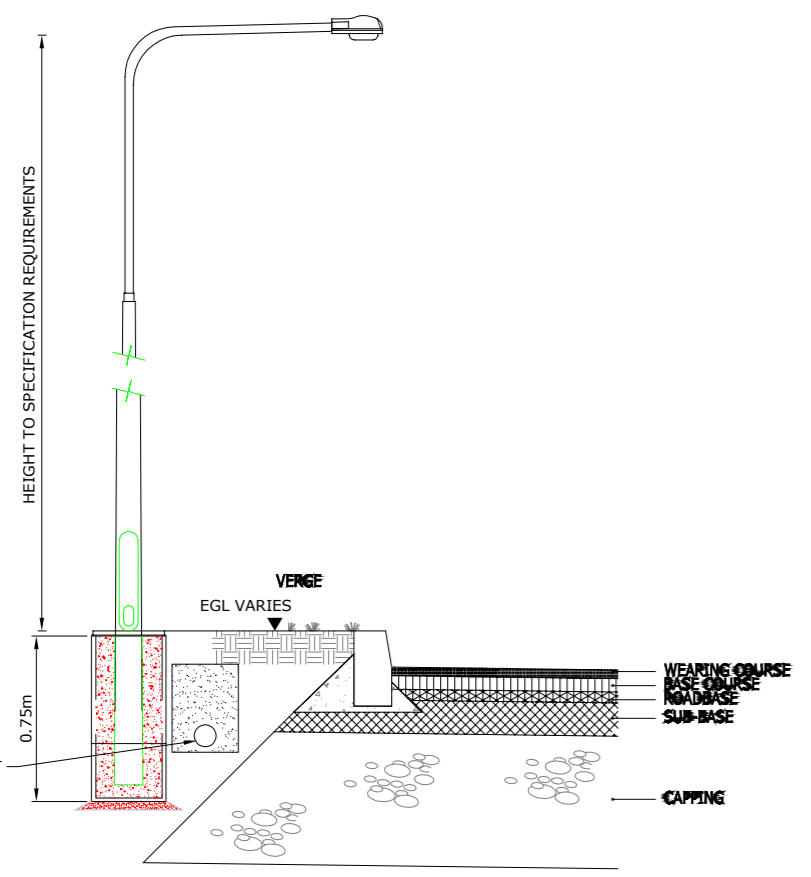 HEIGHT TO SPECIFICATION REQUIREMENTS
VERGE
EGL VARIES
0.75m
WEARING COURSE
BASE COURSE
ROADBASE
SUB-BASE
CAPPING